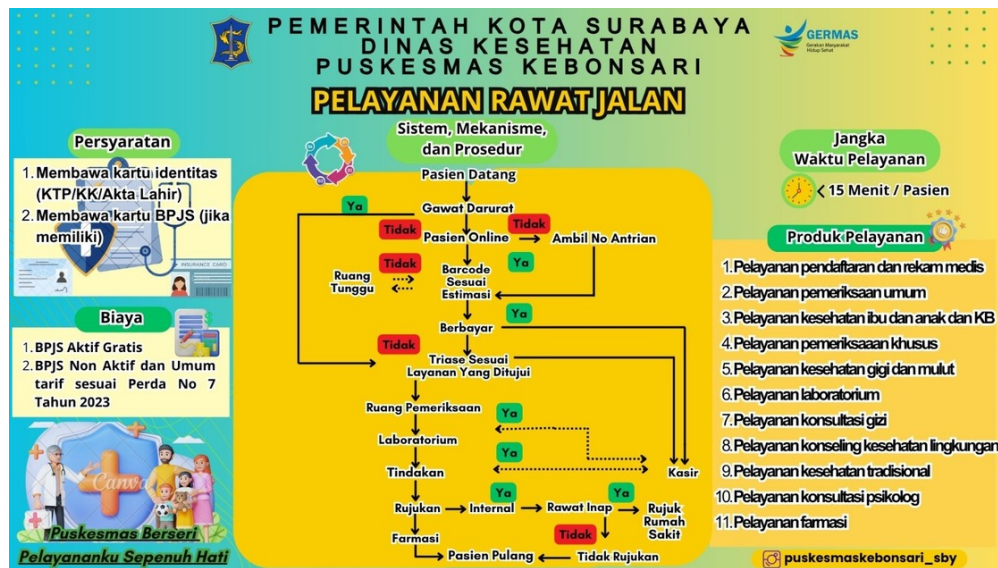 PEMERINTAH KOTA SURABAYA
DINAS KESEHATAN
PUSKESMAS KEBONSARI
GERMAS
Gerakan Masyarakat
Hidup Sehat
PELAYANAN RAWAT JALAN
Persyaratan
1. Membawa kartu identitas
(KTP/KK/Akta Lahir)
2. Membawa kartu BPJS (jika
memiliki)
INSURANCE CARD
Biaya
1. BPJS Aktif Gratis
2. BPJS Non Aktif dan Umum
tarif sesuai Perda No 7
Tahun 2023
Canva
Puskesmas Berseri
Pelayananku Sepenuh Hati
Sistem, Mekanisme,
dan Prosedur
Pasien Datang
Ya
Gawat Darurat
Tidak
Tidak
Pasien Online
Ambil No Antrian
Tidak
Ya
Ruang
Tunggu
Barcode
Sesuai
Estimasi
Ya
Berbayar
Tidak
Triase Sesuai
Layanan Yang Ditujui
Ruang Pemeriksaan
Ya
Laboratorium
Ya
Tindakan
Kasir
Ya
Ya
Rujukan
Internal
Rawat Inap
Rujuk
Rumah
Sakit
Tidak
Farmasi
Pasien Pulang
Tidak Rujukan
Jangka
Waktu Pelayanan
15 Menit / Pasien
Produk Pelayanan
1. Pelayanan pendaftaran dan rekam medis
2. Pelayanan pemeriksaan umum
3. Pelayanan kesehatan ibu dan anak dan KB
4. Pelayanan pemeriksaaan khusus
5. Pelayanan kesehatan gigi dan mulut
6. Pelayanan laboratorium
7. Pelayanan konsultasi gizi
8. Pelayanan konseling kesehatan lingkungan
9. Pelayanan kesehatan tradisional
10. Pelayanan konsultasi psikolog
11. Pelayanan farmasi
puskesmaskebonsari_sby